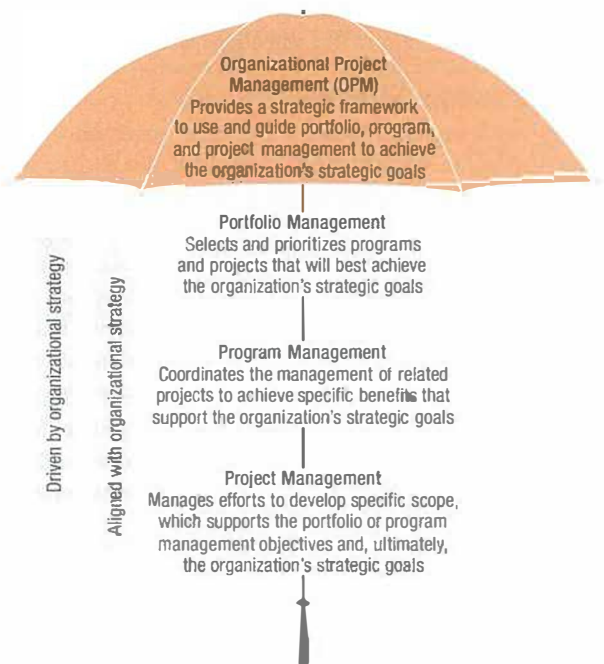 Organizational Project
Management (OPM)
Provides a strategic framework
to use and guide portfolio, program,
and project management to achieve
the organization's strategic goals
Portfolio Management
Selects and prioritizes programs
and projects that will best achieve
the organization's strategic goals
Program Management
Coordinates the management of related
projects to achieve specific benefits that
support the organization's strategic goals
Project Management
Manages efforts to develop specific scope,
which supports the portfolio or program
management objectives and, ultimately,
the organization's strategic goals
Driven by organizational strategy
Aligned with organizational strategy